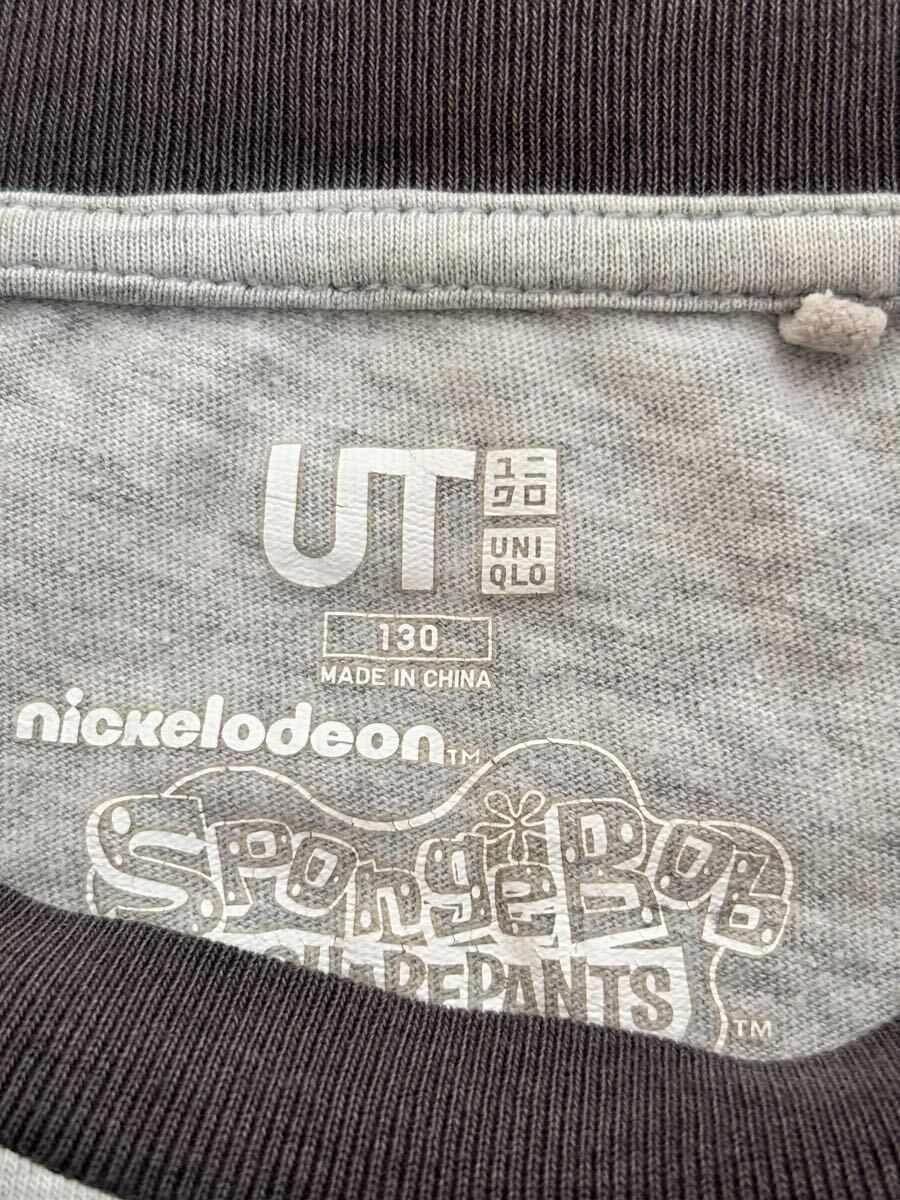 UT
ユニ
クロ
UNI
QLO
130
MADE IN CHINA
nickelodeon™
SpongeBob
SQUAREPANTS
™